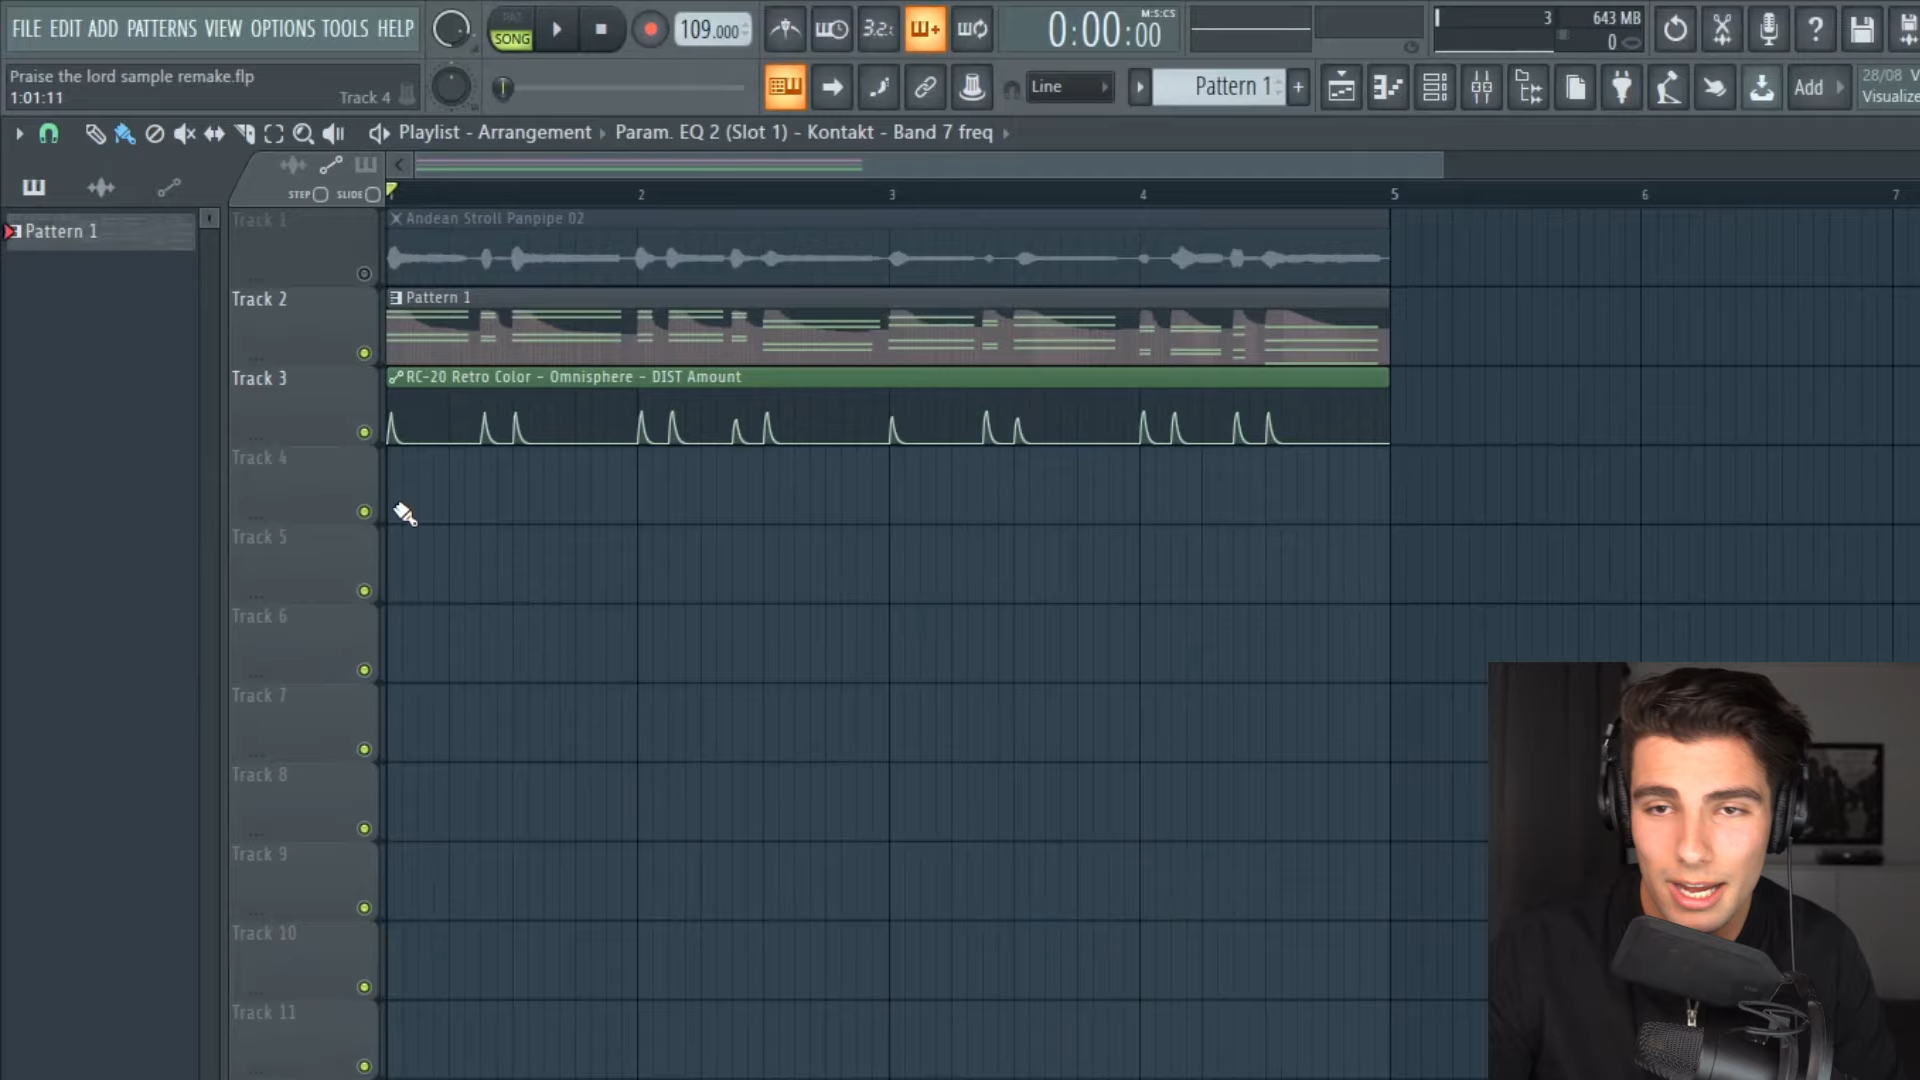 FILE EDIT ADD PATTERNS VIEW OPTIONS TOOLS HELP
PAT
SONG
109.000
3.2:
0:00:00
M:S:CS
3
643 MB
0
Praise the lord sample remake.flp
1:01:11
Track 4
Line
Pattern 1
+
Add
28/08
Visualize
Playlist - Arrangement
Param. EQ 2 (Slot 1) - Kontakt - Band 7 freq
STEP
SLIDE
2
3
4
5
6
7
Pattern 1
Track 1
Andean Stroll Panpipe 02
Track 2
Pattern 1
Track 3
RC-20 Retro Color - Omnisphere - DIST Amount
Track 4
Track 5
Track 6
Track 7
Track 8
Track 9
Track 10
Track 11